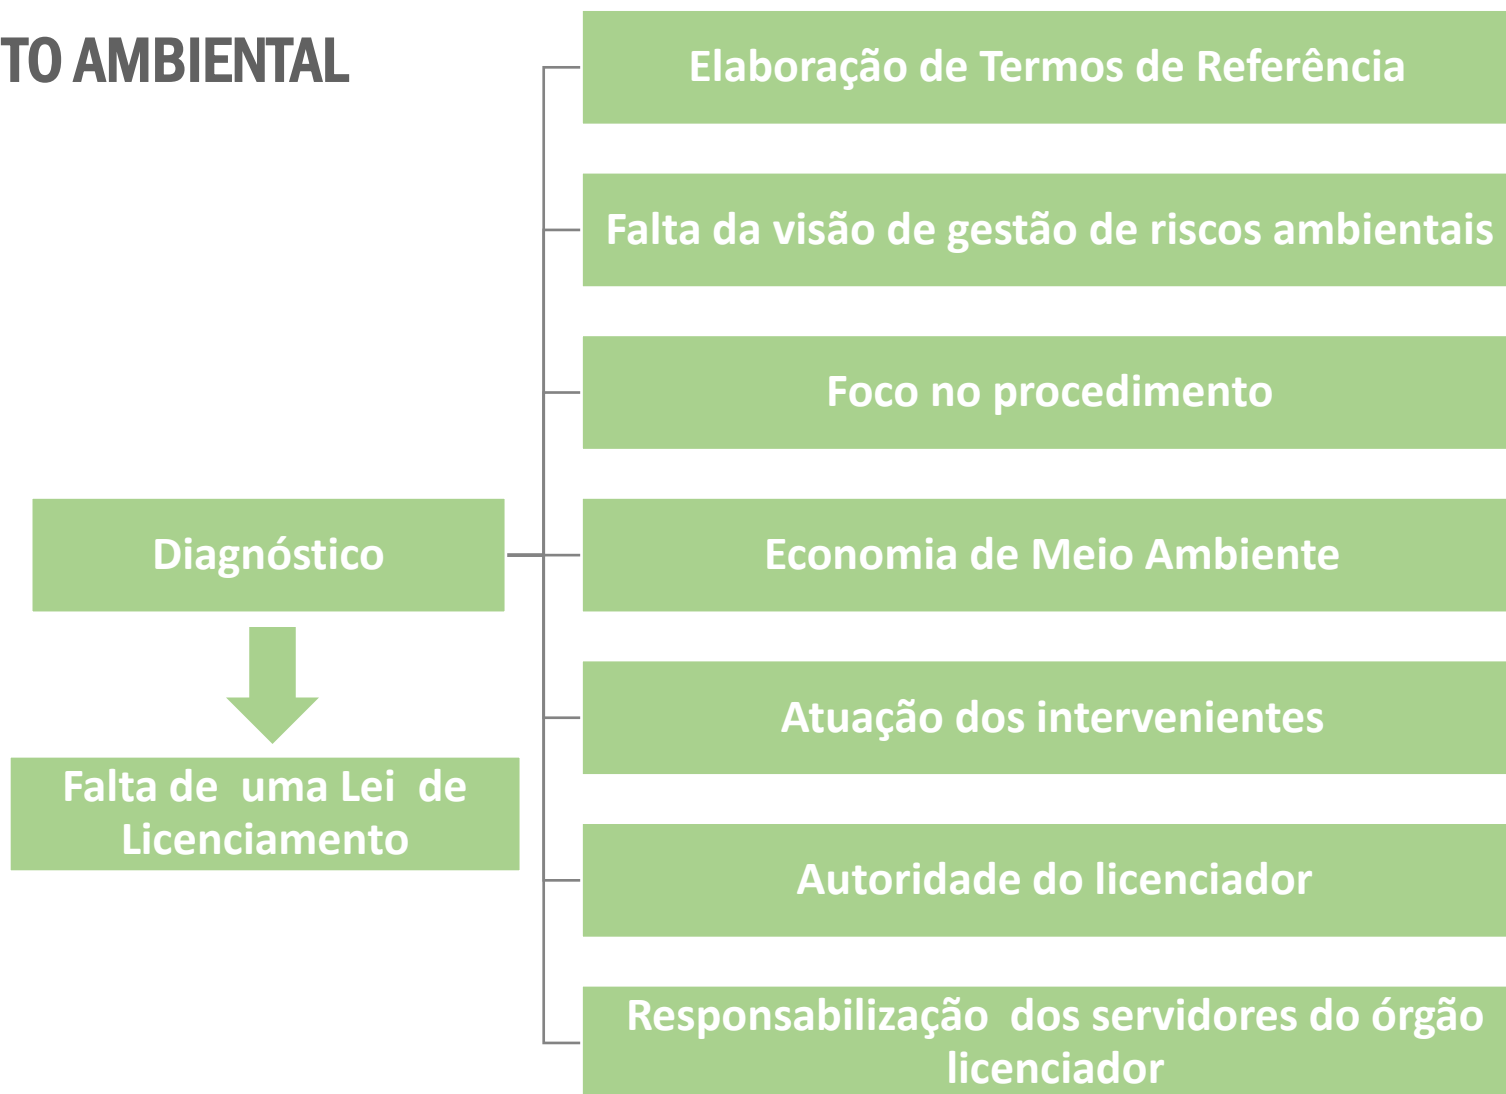 TO AMBIENTAL
Elaboração de Termos de Referência
Falta da visão de gestão de riscos ambientais
Foco no procedimento
Diagnóstico
Economia de Meio Ambiente
Atuação dos intervenientes
Falta de uma Lei de
Licenciamento
Autoridade do licenciador
Responsabilização dos servidores do órgão
licenciador